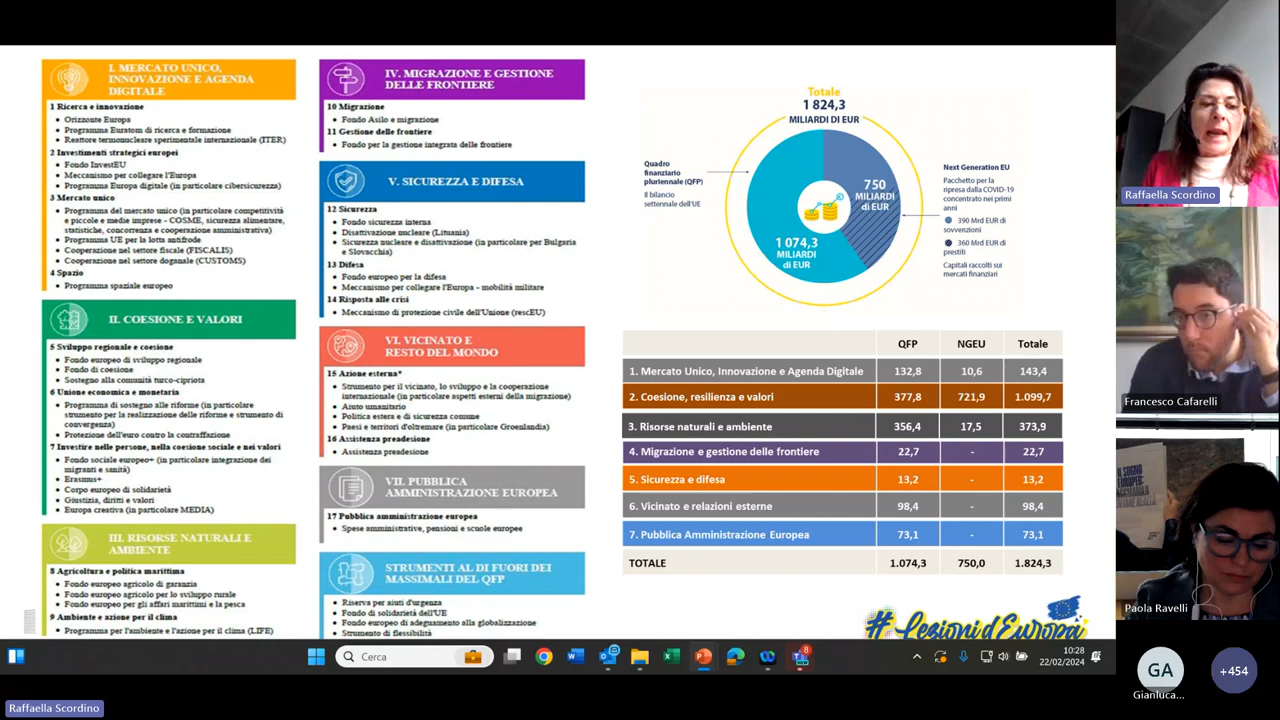 I. MERCATO UNICO,
INNOVAZIONE E AGENDA
DIGITALE
1 Ricerca e innovazione
• Orizzonte Europa
• Programma Euratom di ricerca e formazione
• Reattore termonucleare sperimentale internazionale (ITER)
2 Investimenti strategici europei
• Fondo InvestEU
• Meccanismo per collegare l'Europa
• Programma Europa digitale (in particolare cibersicurezza)
3 Mercato unico
• Programma del mercato unico (in particolare competitività
e piccole e medie imprese - COSME, sicurezza alimentare,
statistiche, concorrenza e cooperazione amministrativa)
• Programma UE per la lotta antifrode
• Cooperazione nel settore fiscale (FISCALIS)
• Cooperazione nel settore doganale (CUSTOMS)
4 Spazio
• Programma spaziale europeo
II. COESIONE E VALORI
5 Sviluppo regionale e coesione
• Fondo europeo di sviluppo regionale
• Fondo di coesione
• Sostegno alla comunità turco-cipriota
6 Unione economica e monetaria
• Programma di sostegno alle riforme (in particolare
strumento per la realizzazione delle riforme e strumento di
convergenza)
• Protezione dell'euro contro la contraffazione
7 Investire nelle persone, nella coesione sociale e nei valori
• Fondo sociale europeo+ (in particolare integrazione dei
migranti e sanità)
• Erasmus+
• Corpo europeo di solidarietà
• Giustizia, diritti e valori
• Europa creativa (in particolare MEDIA)
III. RISORSE NATURALI E
AMBIENTE
8 Agricoltura e politica marittima
• Fondo europeo agricolo di garanzia
• Fondo europeo agricolo per lo sviluppo rurale
• Fondo europeo per gli affari marittimi e la pesca
9 Ambiente e azione per il clima
• Programma per l'ambiente e l'azione per il clima (LIFE)
IV. MIGRAZIONE E GESTIONE
DELLE FRONTIERE
10 Migrazione
• Fondo Asilo e migrazione
11 Gestione delle frontiere
• Fondo per la gestione integrata delle frontiere
V. SICUREZZA E DIFESA
12 Sicurezza
• Fondo sicurezza interna
• Disattivazione nucleare (Lituania)
• Sicurezza nucleare e disattivazione (in particolare per Bulgaria
e Slovacchia)
13 Difesa
• Fondo europeo per la difesa
• Meccanismo per collegare l'Europa - mobilità militare
14 Risposta alle crisi
• Meccanismo di protezione civile dell'Unione (rescEU)
VI. VICINATO E
RESTO DEL MONDO
15 Azione esterna*
• Strumento per il vicinato, lo sviluppo e la cooperazione
internazionale (in particolare aspetti esterni della migrazione)
• Aiuto umanitario
• Politica estera e di sicurezza comune
• Paesi e territori d'oltremare (in particolare Groenlandia)
16 Assistenza preadesione
• Assistenza preadesione
VII. PUBBLICA
AMMINISTRAZIONE EUROPEA
17 Pubblica amministrazione europea
• Spese amministrative, pensioni e scuole europee
STRUMENTI AL DI FUORI DEI
MASSIMALI DEL QFP
• Riserva per aiuti d'urgenza
• Fondo di solidarietà dell'UE
• Fondo europeo di adeguamento alla globalizzazione
• Strumento di flessibilità
Totale
1 824,3
MILIARDI DI EUR
Quadro
finanziario
pluriennale (QFP)
Il bilancio
settennale dell'UE
750
MILIARDI
di EUR
1 074,3
MILIARDI
di EUR
Next Generation EU
Pacchetto per la
ripresa dalla COVID-19
concentrato nei primi
anni
390 Mrd EUR di
sovvenzioni
360 Mrd EUR di
prestiti
Capitali raccolti sui
mercati finanziari
QFP NGEU Totale
1. Mercato Unico, Innovazione e Agenda Digitale 132,8 10,6 143,4
2. Coesione, resilienza e valori 377,8 721,9 1.099,7
3. Risorse naturali e ambiente 356,4 17,5 373,9
4. Migrazione e gestione delle frontiere 22,7 - 22,7
5. Sicurezza e difesa 13,2 - 13,2
6. Vicinato e relazioni esterne 98,4 - 98,4
7. Pubblica Amministrazione Europea 73,1 - 73,1
TOTALE 1.074,3 750,0 1.824,3
#Lezionid'Europa
Cerca
8
10:28
22/02/2024
Raffaella Scordino
Francesco Cafarelli
IL SOGNO
EUROPEO:
Paola Ravelli
GA
Gianluca...
+454
Raffaella Scordino